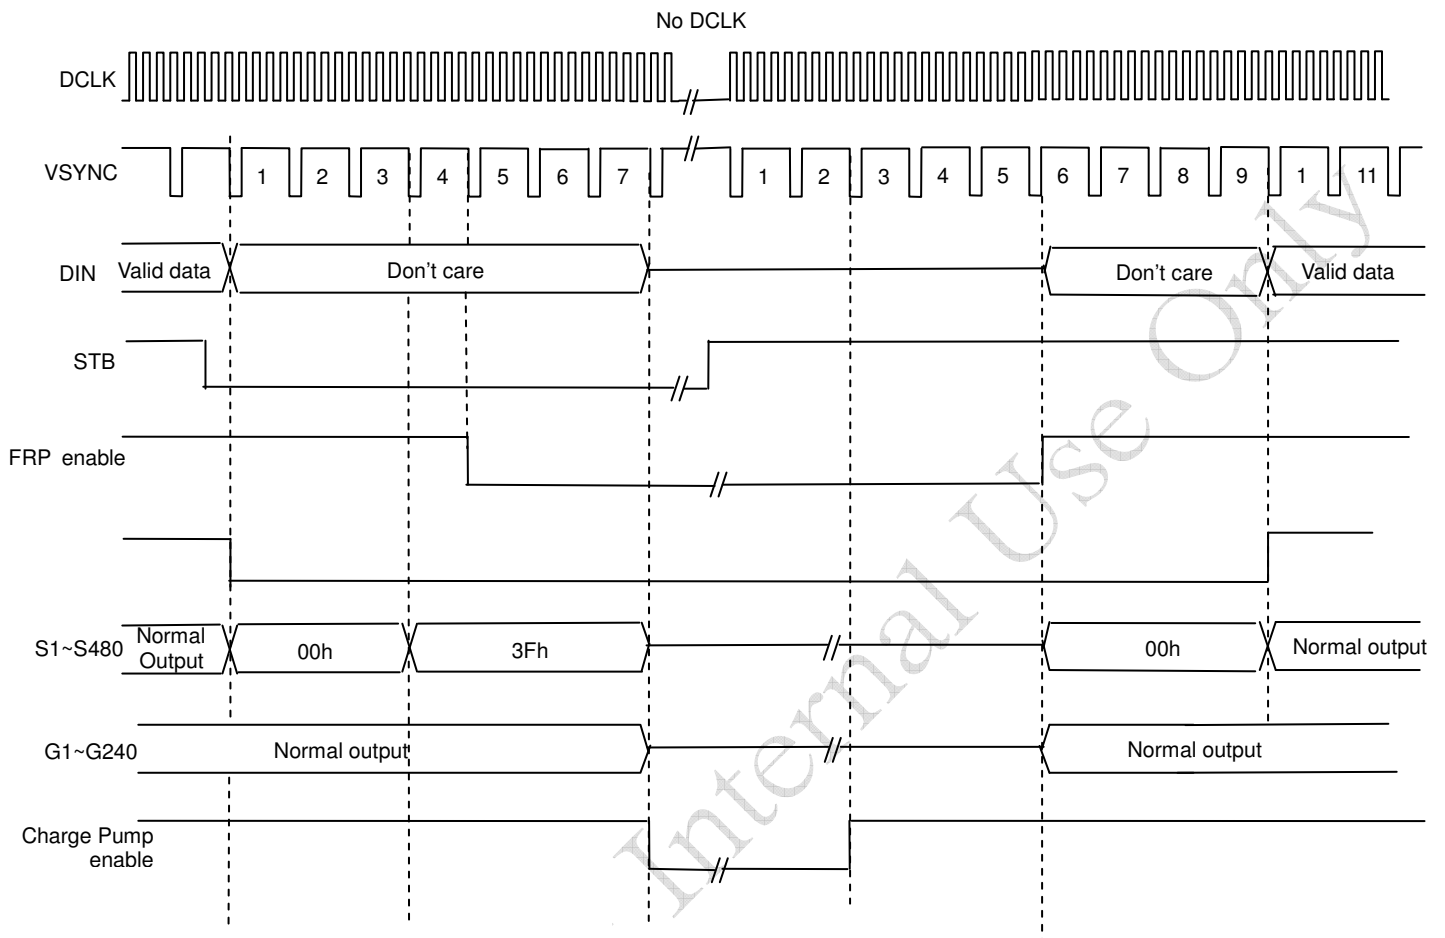 No DCLK
DCLK
VSYNC
1 2 3 4 5 6 7 1 2 3 4 5 6 7 8 9 1 11
DIN
Valid data
Don't care
Don't care
Valid data
STB
FRP enable
S1~S480
Normal
Output
00h
3Fh
00h
Normal output
G1~G240
Normal output
Normal output
Charge Pump
enable
Internal Use Only